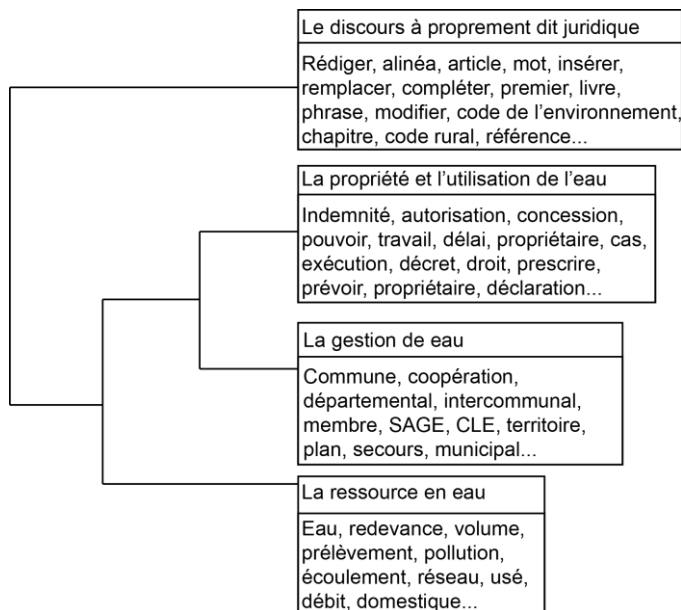 Le discours à proprement dit juridique
Rédiger, alinéa, article, mot, insérer,
remplacer, compléter, premier, livre,
phrase, modifier, code de l'environnement,
chapitre, code rural, référence...
La propriété et l'utilisation de l'eau
Indemnité, autorisation, concession,
pouvoir, travail, délai, propriétaire, cas,
exécution, décret, droit, prescrire,
prévoir, propriétaire, déclaration...
La gestion de eau
Commune, coopération,
départemental, intercommunal,
membre, SAGE, CLE, territoire,
plan, secours, municipal...
La ressource en eau
Eau, redevance, volume,
prélèvement, pollution,
écoulement, réseau, usé,
débit, domestique...